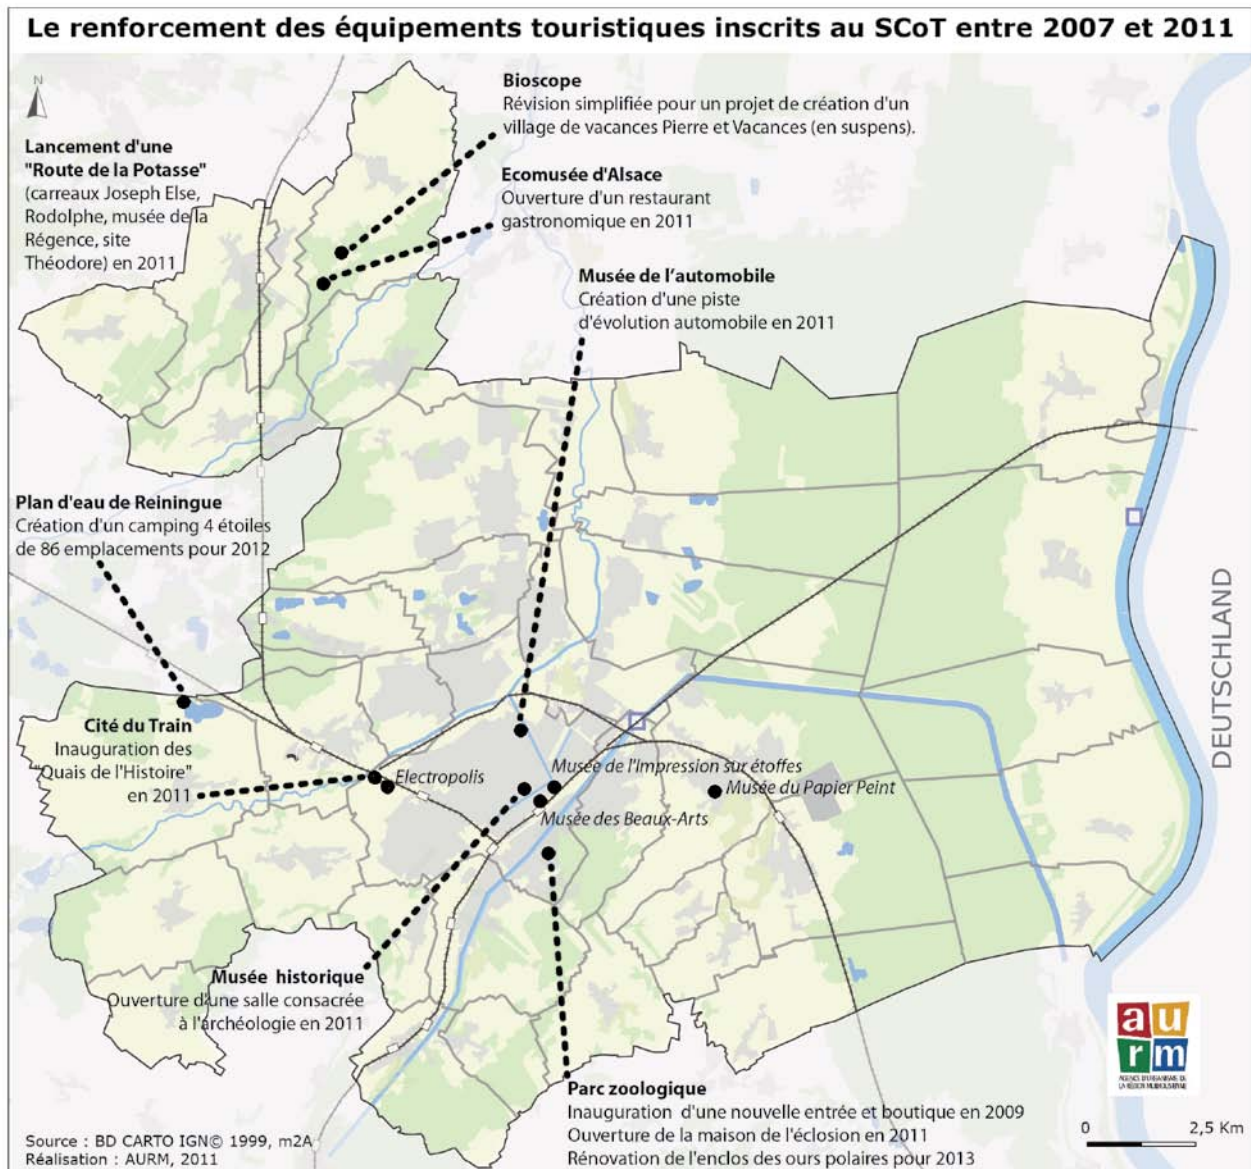 Le renforcement des équipements touristiques inscrits au SCoT entre 2007 et 2011
N
Bioscope
Révision simplifiée pour un projet de création d'un
village de vacances Pierre et Vacances (en suspens).
Lancement d'une
"Route de la Potasse"
(carreaux Joseph Else,
Rodolphe, musée de la
Régence, site
Théodore) en 2011
Ecomusée d'Alsace
Ouverture d'un restaurant
gastronomique en 2011
Musée de l'automobile
Création d'une piste
d'évolution automobile en 2011
Plan d'eau de Reiningue
Création d'un camping 4 étoiles
de 86 emplacements pour 2012
DEUTSCHLAND
Cité du Train
Inauguration des
"Quais de l'Histoire"
en 2011
Electropolis
Musée de l'Impression sur étoffes
Musée du Papier Peint
Musée des Beaux-Arts
Musée historique
Ouverture d'une salle consacrée
à l'archéologie en 2011
Parc zoologique
Inauguration d'une nouvelle entrée et boutique en 2009
Ouverture de la maison de l'éclosion en 2011
Rénovation de l'enclos des ours polaires pour 2013
au
rm
AGENCE D'URBANISME DE
LA RÉGION MULHOUSIENNE
0 2,5 Km
Source : BD CARTO IGN© 1999, m2A
Réalisation : AURM, 2011